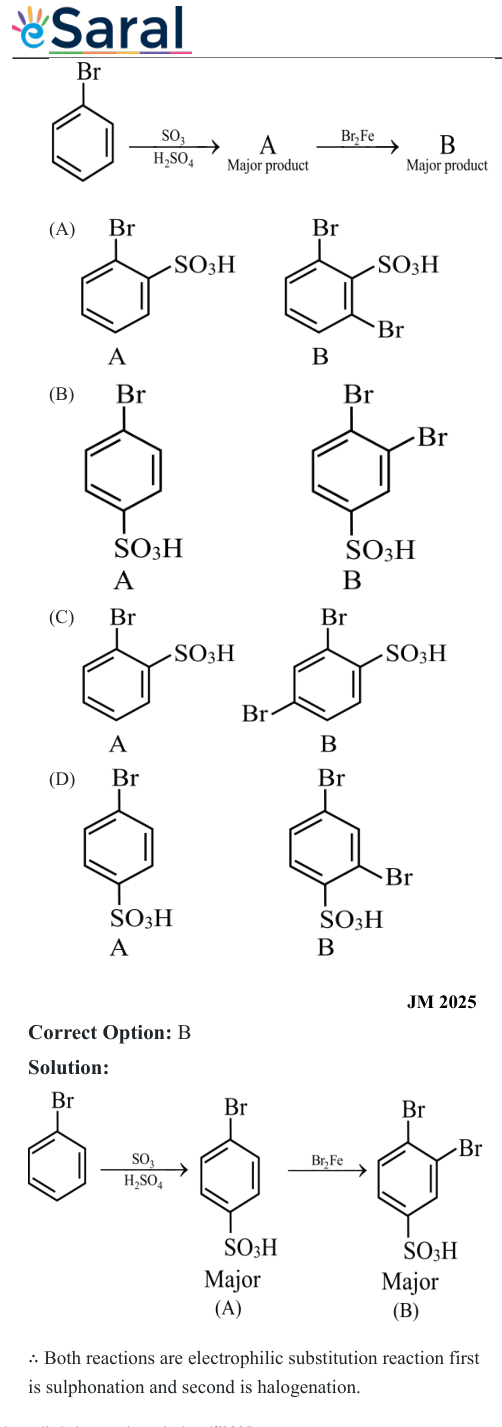 eSaral
Br
SO₃
H₂SO₄
A
Major product
Br₂Fe
B
Major product
(A)
Br
SO₃H
A
Br
SO₃H
Br
B
(B)
Br
SO₃H
A
Br
Br
SO₃H
B
(C)
Br
SO₃H
A
Br
SO₃H
Br
B
(D)
Br
SO₃H
A
Br
Br
SO₃H
B
JM 2025
Correct Option: B
Solution:
Br
SO₃
H₂SO₄
Br
SO₃H
Major
(A)
Br₂Fe
Br
Br
SO₃H
Major
(B)
∴ Both reactions are electrophilic substitution reaction first
is sulphonation and second is halogenation.